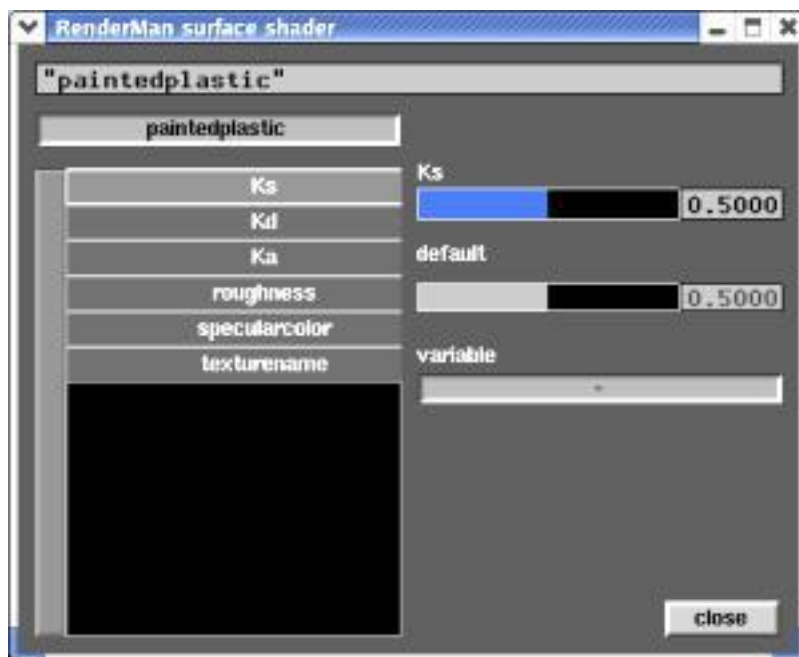 RenderMan surface shader
"paintedplastic"
paintedplastic
Ks
Kd
Ka
roughness
specularcolor
texturename
Ks
0.5000
default
0.5000
variable
-
close